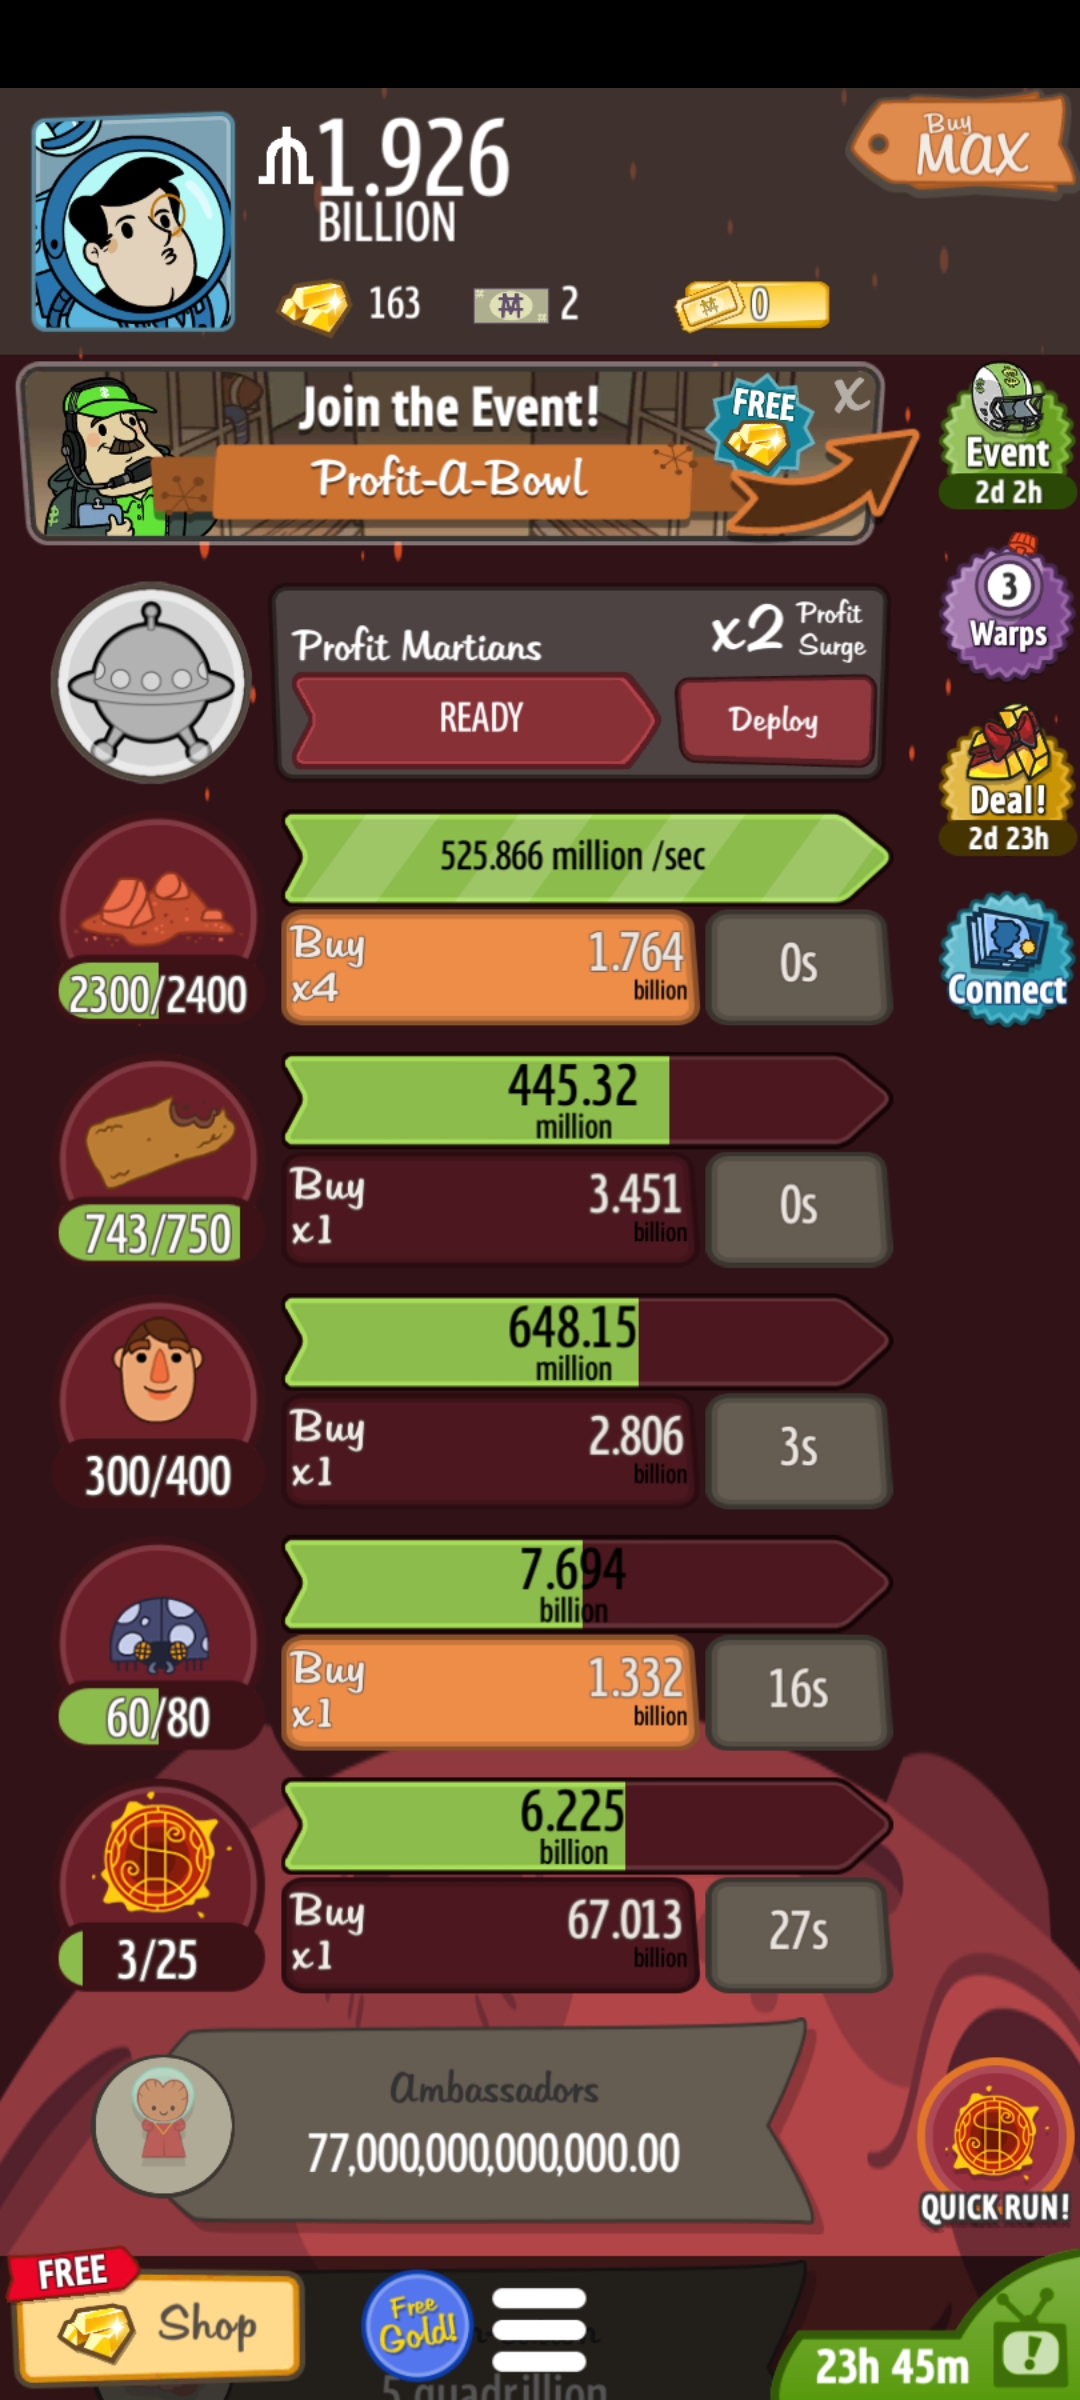 1.926
BILLION
Buy
MAX
163
2
0
Join the Event!
FREE
X
Profit-A-Bowl
Event
2d 2h
3
Warps
Profit Martians
x2 Profit Surge
READY
Deploy
Deal!
2d 23h
525.866 million /sec
2300/2400
Buy
x4
1.764
billion
0s
Connect
445.32
million
743/750
Buy
x1
3.451
billion
0s
648.15
million
300/400
Buy
x1
2.806
billion
3s
7.694
billion
60/80
Buy
x1
1.332
billion
16s
6.225
billion
3/25
Buy
x1
67.013
billion
27s
Ambassadors
77,000,000,000,000.00
QUICK RUN!
FREE
Shop
Free
Gold!
5 quadrillion
23h 45m